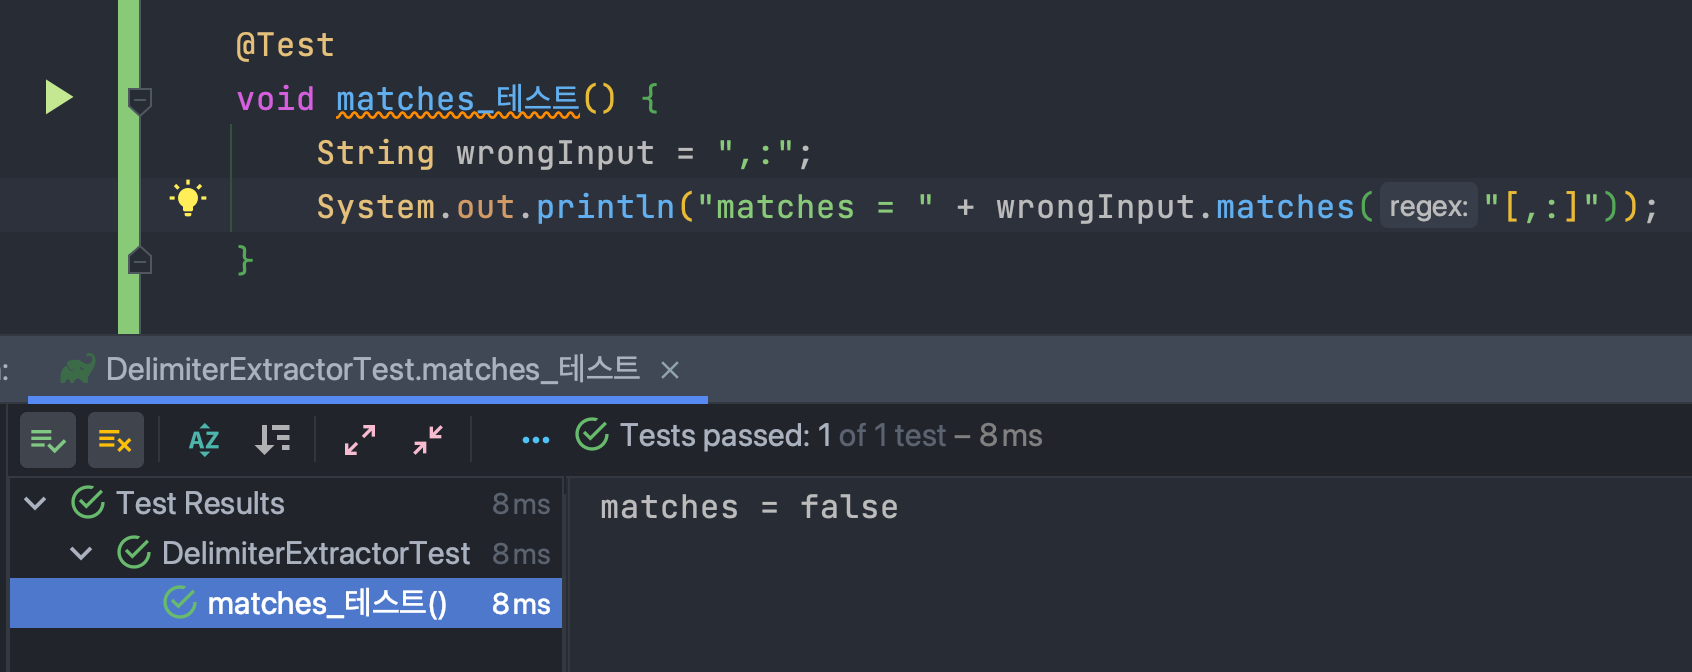 @Test
void matches_테스트() {
String wrongInput = ",:";
System.out.println("matches = " + wrongInput.matches( regex: "[,:]"));
}
: DelimiterExtractorTest.matches_테스트 ×
Tests passed: 1 of 1 test – 8 ms
Test Results 8 ms
DelimiterExtractorTest 8 ms
matches_테스트() 8 ms
matches = false